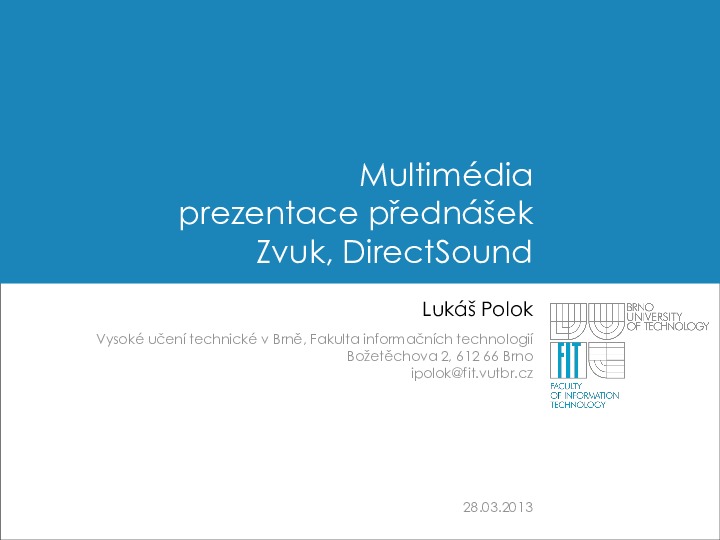 Multimédia
prezentace přednášek
Zvuk, DirectSound
Lukáš Polok
Vysoké učení technické v Brně, Fakulta informačních technologií
Božetěchova 2, 612 66 Brno
ipolok@fit.vutbr.cz
BRNO
UNIVERSITY
OF TECHNOLOGY
FIT
FACULTY
OF INFORMATION
TECHNOLOGY
28.03.2013